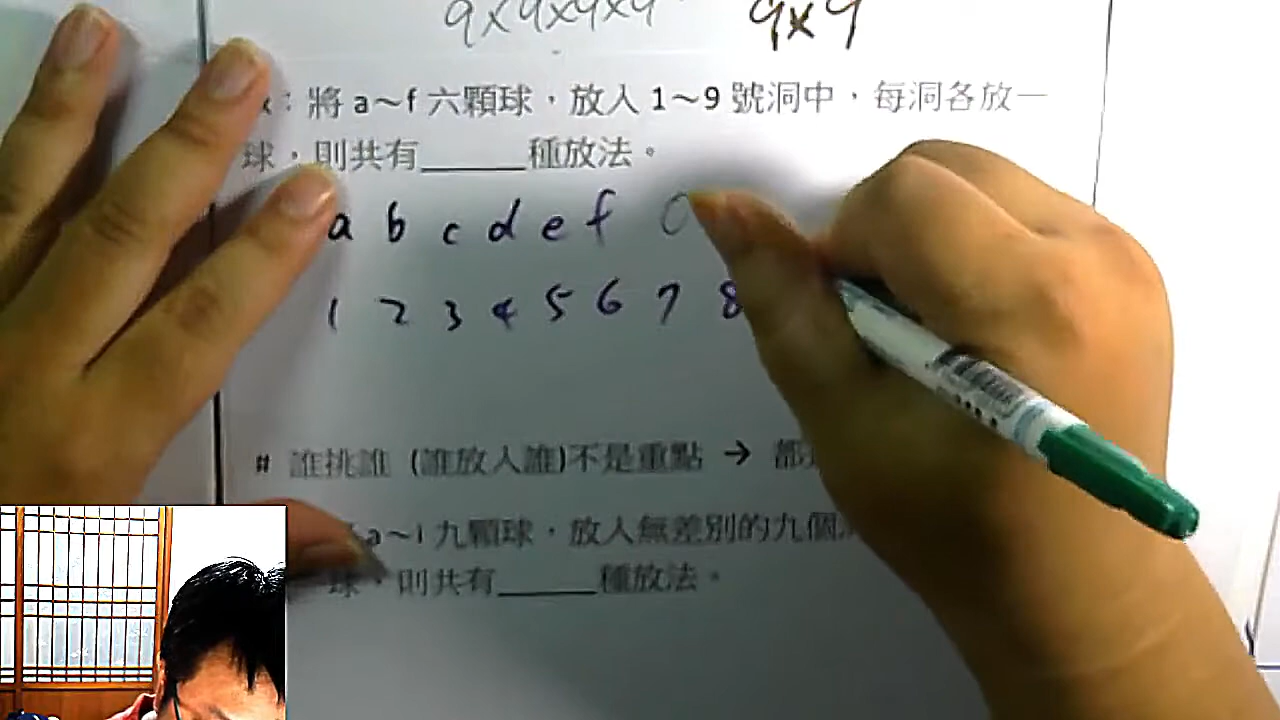 9×9×9×9 9×9
: 將 a～f 六顆球，放入 1～9 號洞中，每洞各放一
球，則共有______種放法。
a b c d e f
1 2 3 4 5 6 7 8
# 誰挑誰 (誰放入誰)不是重點 → 都
a～i 九顆球，放入無差別的九個
球，則共有______種放法。